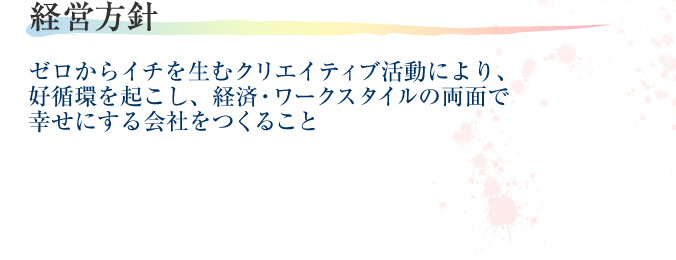 経営方針
ゼロからイチを生むクリエイティブ活動により、
好循環を起こし、経済・ワークスタイルの両面で
幸せにする会社をつくること